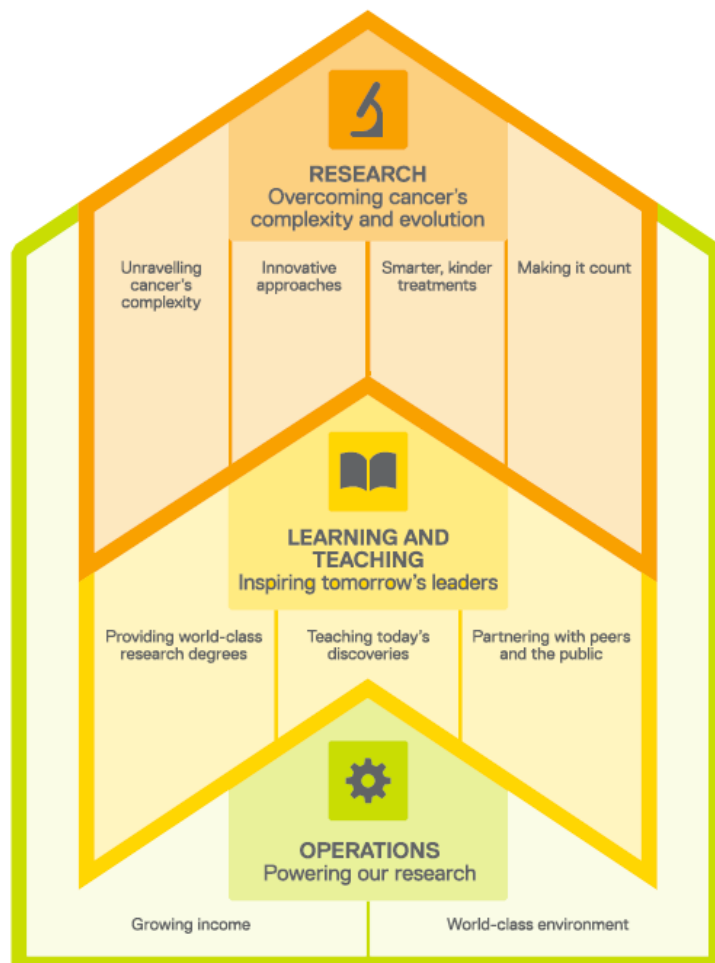 RESEARCH
Overcoming cancer's
complexity and evolution
Unravelling
cancer's
complexity
Innovative
approaches
Smarter, kinder
treatments
Making it count
LEARNING AND
TEACHING
Inspiring tomorrow's leaders
Providing world-class
research degrees
Teaching today's
discoveries
Partnering with peers
and the public
OPERATIONS
Powering our research
Growing income
World-class environment